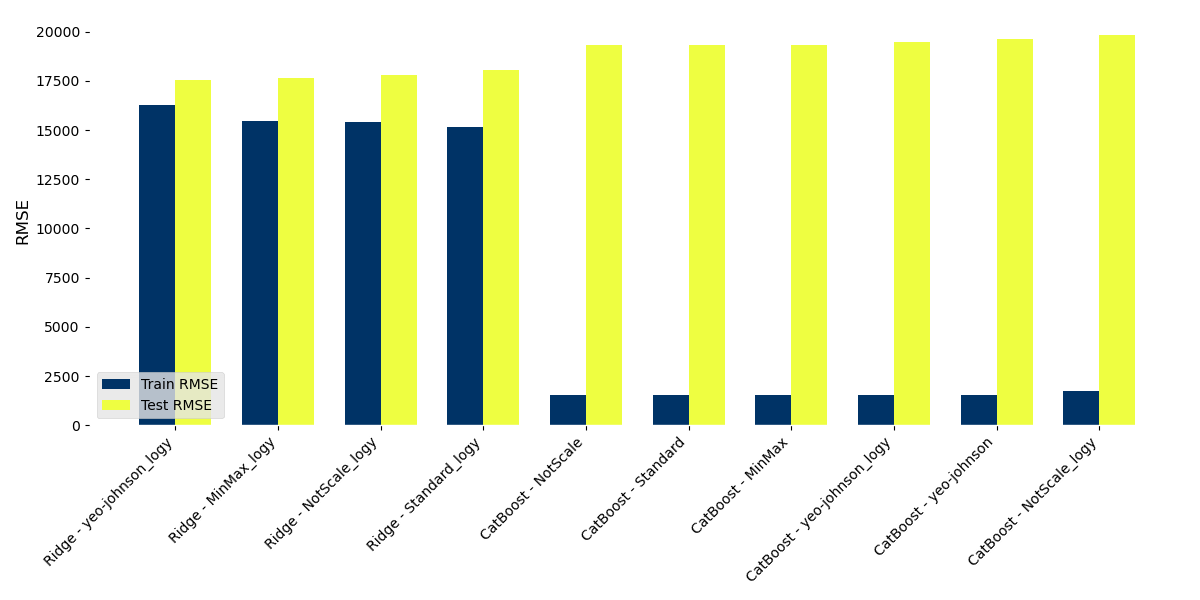 20000
17500
15000
12500
10000
7500
5000
2500
0
RMSE
Train RMSE
Test RMSE
Ridge - yeo-johnson_logy
Ridge - MinMax_logy
Ridge - NotScale_logy
Ridge - Standard_logy
CatBoost - NotScale
CatBoost - Standard
CatBoost - MinMax
CatBoost - yeo-johnson_logy
CatBoost - yeo-johnson
CatBoost - NotScale_logy